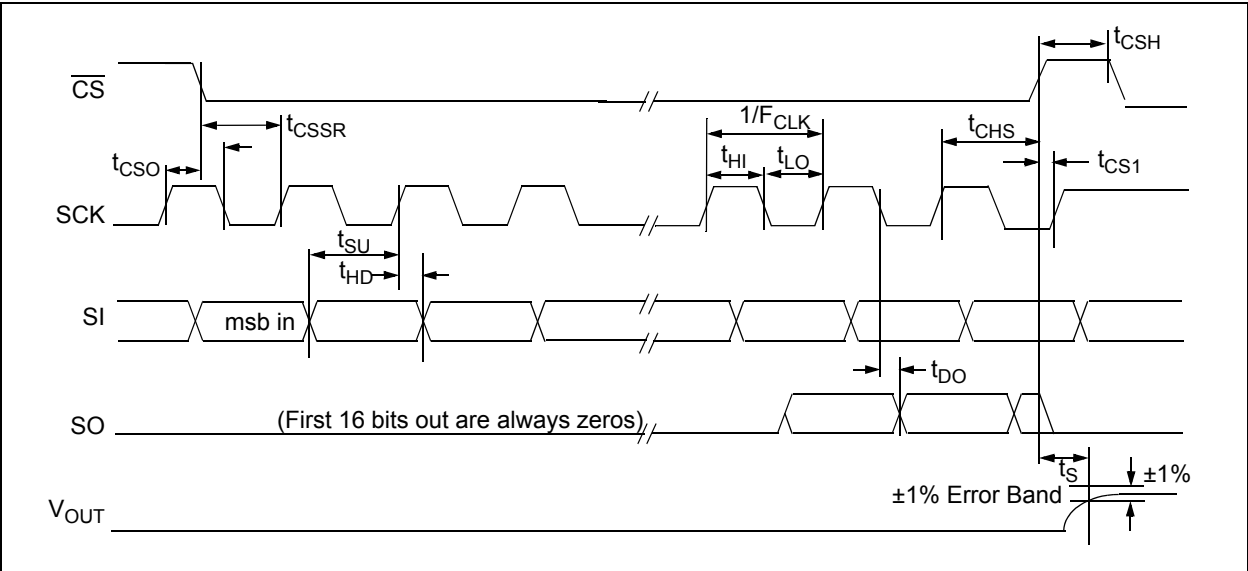 tCSH
CS
tCSSR
1/FCLK
tCHS
tCSO
tHI
tLO
tCS1
SCK
tSU
tHD
SI
msb in
tDO
SO
(First 16 bits out are always zeros)
tS
±1%
±1% Error Band
VOUT